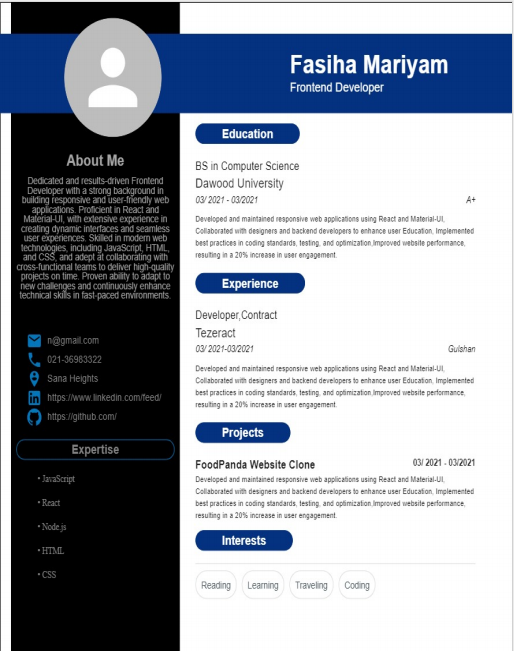 Fasiha Mariyam
Frontend Developer
About Me
Dedicated and results-driven Frontend
Developer with a strong background in
building responsive and user-friendly web
applications. Proficient in React and
Material-UI, with extensive experience in
creating dynamic interfaces and seamless
user experiences. Skilled in modern web
technologies, including JavaScript, HTML,
and CSS, and adept at collaborating with
cross-functional teams to deliver high-quality
projects on time. Proven ability to adapt to
new challenges and continuously enhance
technical skills in fast-paced environments.
n@gmail.com
021-36983322
Sana Heights
https://www.linkedin.com/feed/
https://github.com/
Expertise
• JavaScript
• React
• Node.js
• HTML
• CSS
Education
BS in Computer Science
Dawood University
03/ 2021 - 03/2021 A+
Developed and maintained responsive web applications using React and Material-UI,
Collaborated with designers and backend developers to enhance user Education, Implemented
best practices in coding standards, testing, and optimization,Improved website performance,
resulting in a 20% increase in user engagement.
Experience
Developer,Contract
Tezeract
03/ 2021-03/2021 Gulshan
Developed and maintained responsive web applications using React and Material-UI,
Collaborated with designers and backend developers to enhance user Education, Implemented
best practices in coding standards, testing, and optimization,Improved website performance,
resulting in a 20% increase in user engagement.
Projects
FoodPanda Website Clone 03/ 2021 - 03/2021
Developed and maintained responsive web applications using React and Material-UI,
Collaborated with designers and backend developers to enhance user Education, Implemented
best practices in coding standards, testing, and optimization,Improved website performance,
resulting in a 20% increase in user engagement.
Interests
Reading Learning Traveling Coding